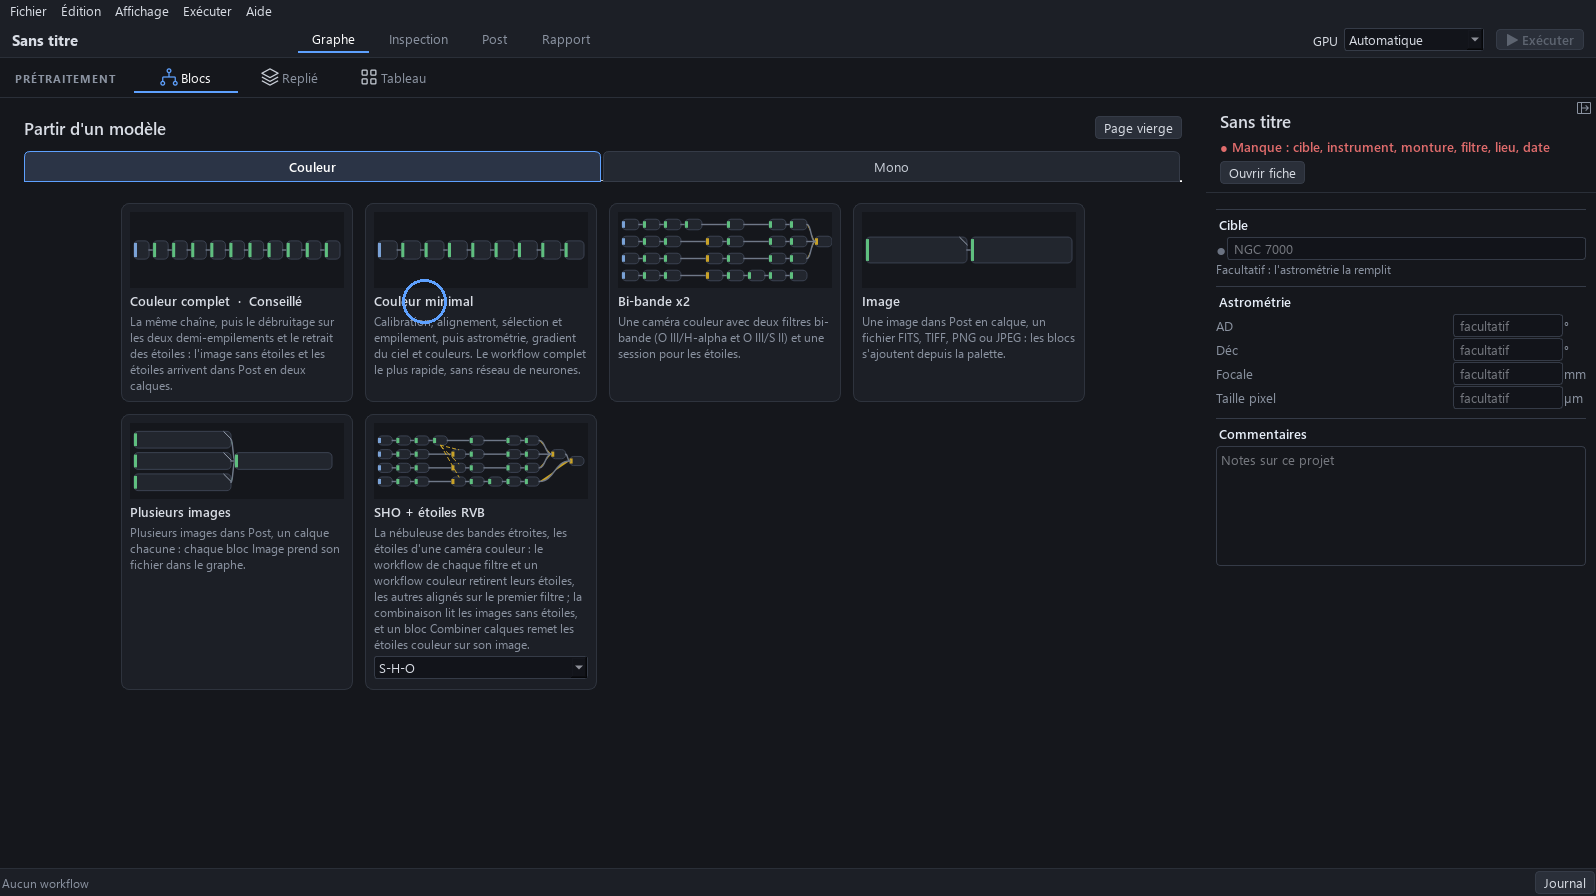 Fichier Édition Affichage Exécuter Aide
Sans titre
Graphe Inspection Post Rapport
GPU Automatique Exécuter
PRÉTRAITEMENT Blocs Replié Tableau
Partir d'un modèle
Page vierge
Couleur Mono
Couleur complet · Conseillé
La même chaîne, puis le débruitage sur
les deux demi-empilements et le retrait
des étoiles : l'image sans étoiles et les
étoiles arrivent dans Post en deux
calques.
Couleur minimal
Calibration, alignement, sélection et
empilement, puis astrométrie, gradient
du ciel et couleurs. Le workflow complet
le plus rapide, sans réseau de neurones.
Bi-bande x2
Une caméra couleur avec deux filtres bi-
bande (O III/H-alpha et O III/S II) et une
session pour les étoiles.
Image
Une image dans Post en calque, un
fichier FITS, TIFF, PNG ou JPEG : les blocs
s'ajoutent depuis la palette.
Plusieurs images
Plusieurs images dans Post, un calque
chacune : chaque bloc Image prend son
fichier dans le graphe.
SHO + étoiles RVB
La nébuleuse des bandes étroites, les
étoiles d'une caméra couleur : le
workflow de chaque filtre et un
workflow couleur retirent leurs étoiles,
les autres alignés sur le premier filtre ; la
combinaison lit les images sans étoiles,
et un bloc Combiner calques remet les
étoiles couleur sur son image.
S-H-O
Sans titre
Manque : cible, instrument, monture, filtre, lieu, date
Ouvrir fiche
Cible
NGC 7000
Facultatif : l'astrométrie la remplit
Astrométrie
AD facultatif °
Déc facultatif °
Focale facultatif mm
Taille pixel facultatif µm
Commentaires
Notes sur ce projet
Aucun workflow
Journal